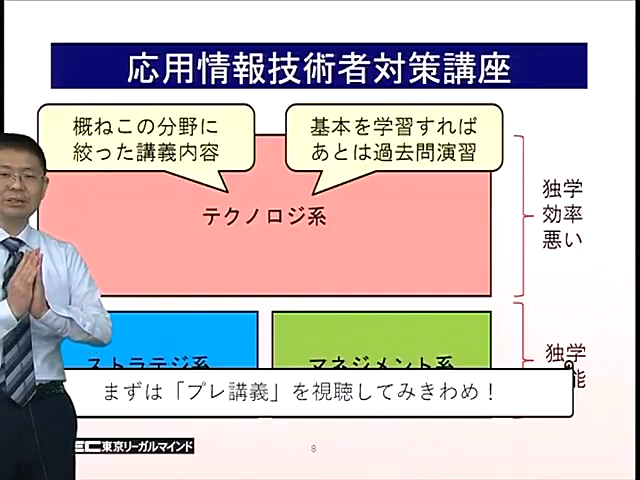 応用情報技術者対策講座
概ねこの分野に
絞った講義内容
基本を学習すれば
あとは過去問演習
テクノロジ系
独学
効率
悪い
ストラテジ系
マネジメント系
独学
能
まずは「プレ講義」を視聴してみきわめ！
EC東京リーガルマインド
8